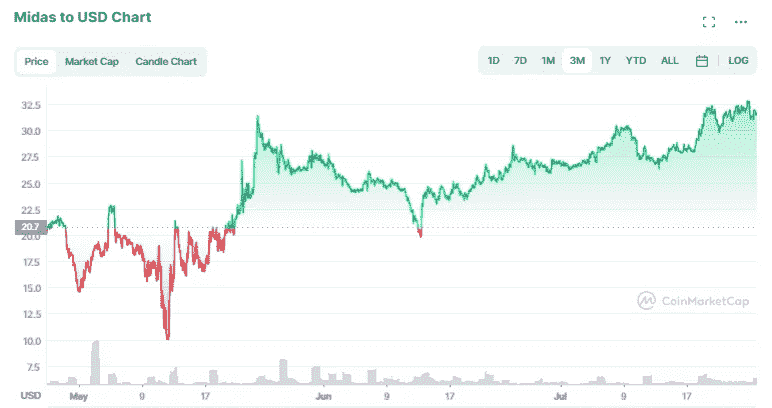 Midas to USD Chart
Price Market Cap Candle Chart
1D 7D 1M 3M 1Y YTD ALL LOG
32.5
30.0
27.5
25.0
22.5
20.7
20.0
17.5
15.0
12.5
10.0
7.5
CoinMarketCap
USD May 9 17 Jun 9 17 Jul 9 17